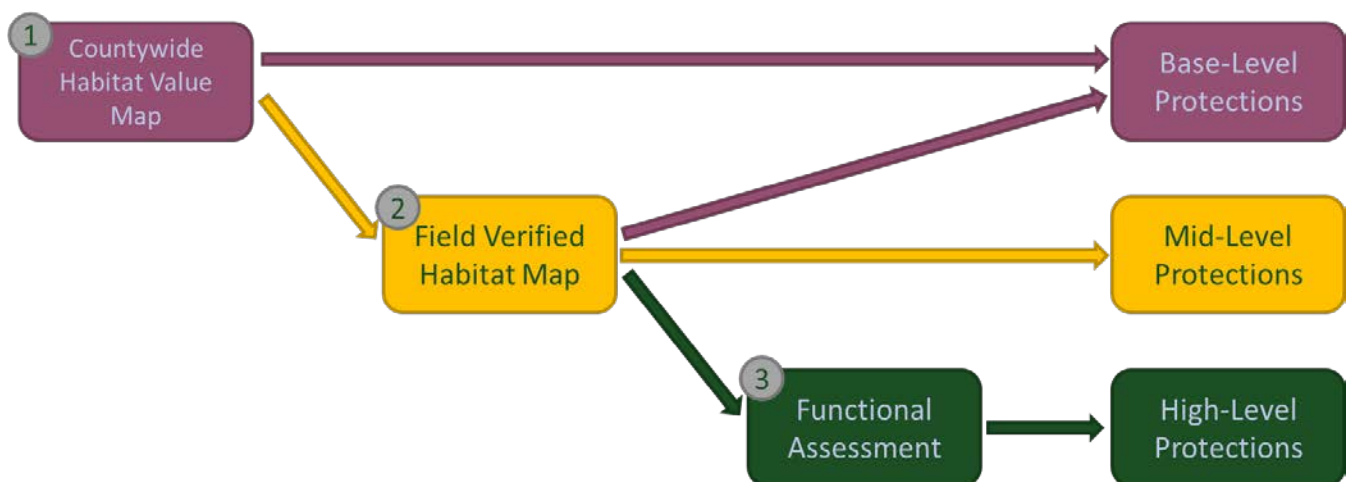 1
Countywide
Habitat Value
Map
Base-Level
Protections
2
Field Verified
Habitat Map
Mid-Level
Protections
3
Functional
Assessment
High-Level
Protections